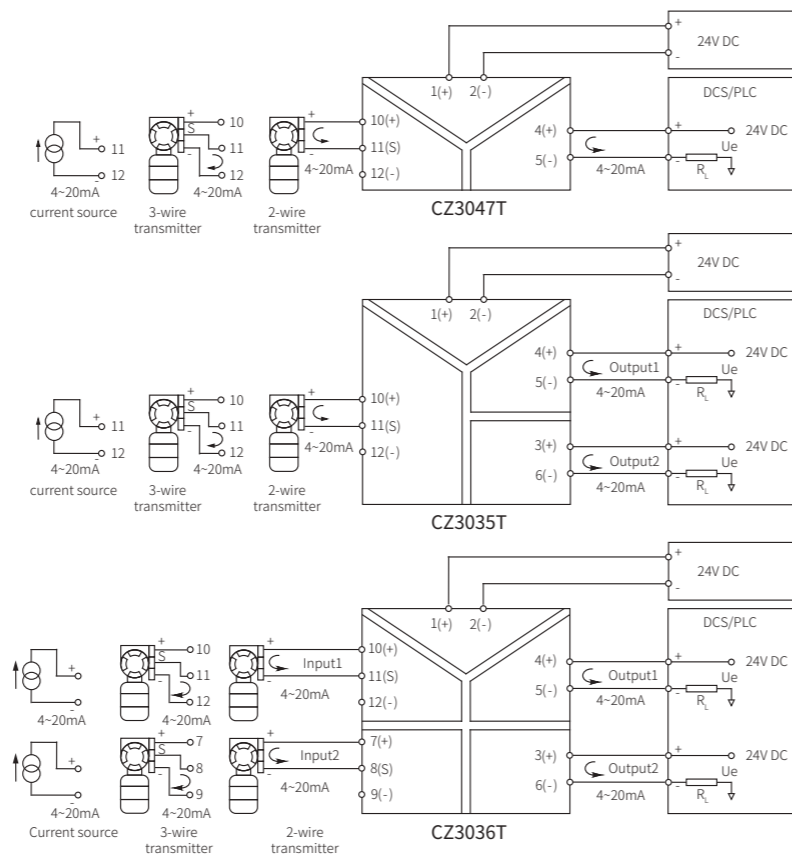 +
24V DC
-
1(+) 2(-)
DCS/PLC
+ 11
- 12
4~20mA
current source
+ 10
S
11
- 12
4~20mA
3-wire
transmitter
+
-
4~20mA
2-wire
transmitter
10(+)
11(S)
12(-)
4(+)
5(-)
4~20mA
+ 24V DC
Ue
- RL
CZ3047T
+
24V DC
-
1(+) 2(-)
DCS/PLC
+ 11
- 12
4~20mA
current source
+ 10
S
11
- 12
4~20mA
3-wire
transmitter
+
-
4~20mA
2-wire
transmitter
10(+)
11(S)
12(-)
4(+)
Output1
5(-)
4~20mA
+ 24V DC
Ue
- RL
3(+)
Output2
6(-)
4~20mA
+ 24V DC
Ue
- RL
CZ3035T
+
24V DC
-
1(+) 2(-)
DCS/PLC
+
-
4~20mA
+ 10
S
11
- 12
4~20mA
+
Input1
-
4~20mA
10(+)
11(S)
12(-)
4(+)
Output1
5(-)
4~20mA
+ 24V DC
Ue
- RL
+
-
4~20mA
Current source
+ 7
S
8
- 9
4~20mA
3-wire
transmitter
+
Input2
-
4~20mA
2-wire
transmitter
7(+)
8(S)
9(-)
3(+)
Output2
6(-)
4~20mA
+ 24V DC
Ue
- RL
CZ3036T